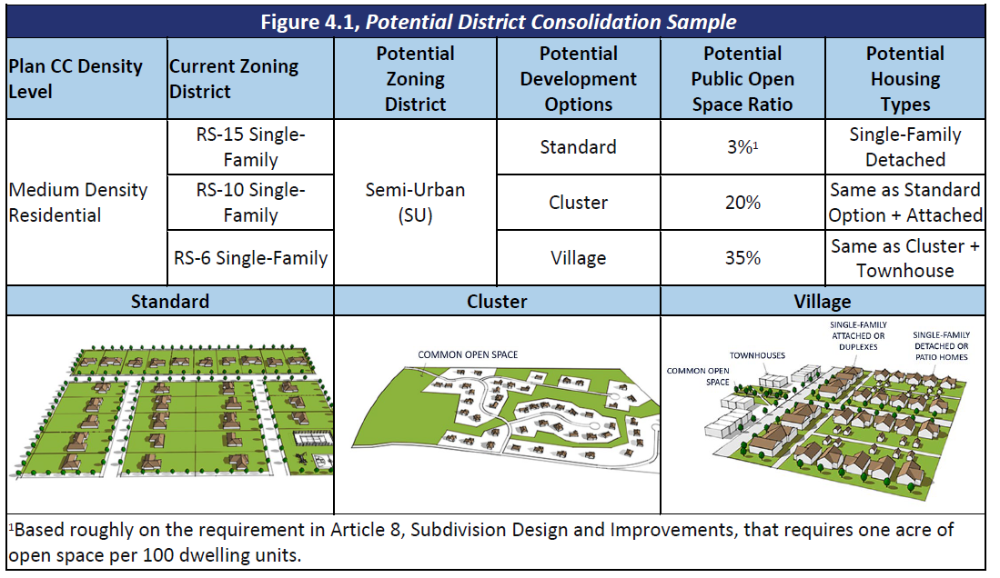 Figure 4.1, Potential District Consolidation Sample
Plan CC Density
Level
Current Zoning
District
Potential
Zoning
District
Potential
Development
Options
Potential
Public Open
Space Ratio
Potential
Housing
Types
Medium Density
Residential
RS-15 Single-
Family
RS-10 Single-
Family
RS-6 Single-Family
Semi-Urban
(SU)
Standard
3%¹
Single-Family
Detached
Cluster
20%
Same as Standard
Option + Attached
Village
35%
Same as Cluster +
Townhouse
Standard
Cluster
Village
COMMON OPEN SPACE
SINGLE-FAMILY
ATTACHED OR
DUPLEXES
SINGLE-FAMILY
DETACHED OR
PATIO HOMES
TOWNHOUSES
COMMON OPEN
SPACE
¹Based roughly on the requirement in Article 8, Subdivision Design and Improvements, that requires one acre of
open space per 100 dwelling units.